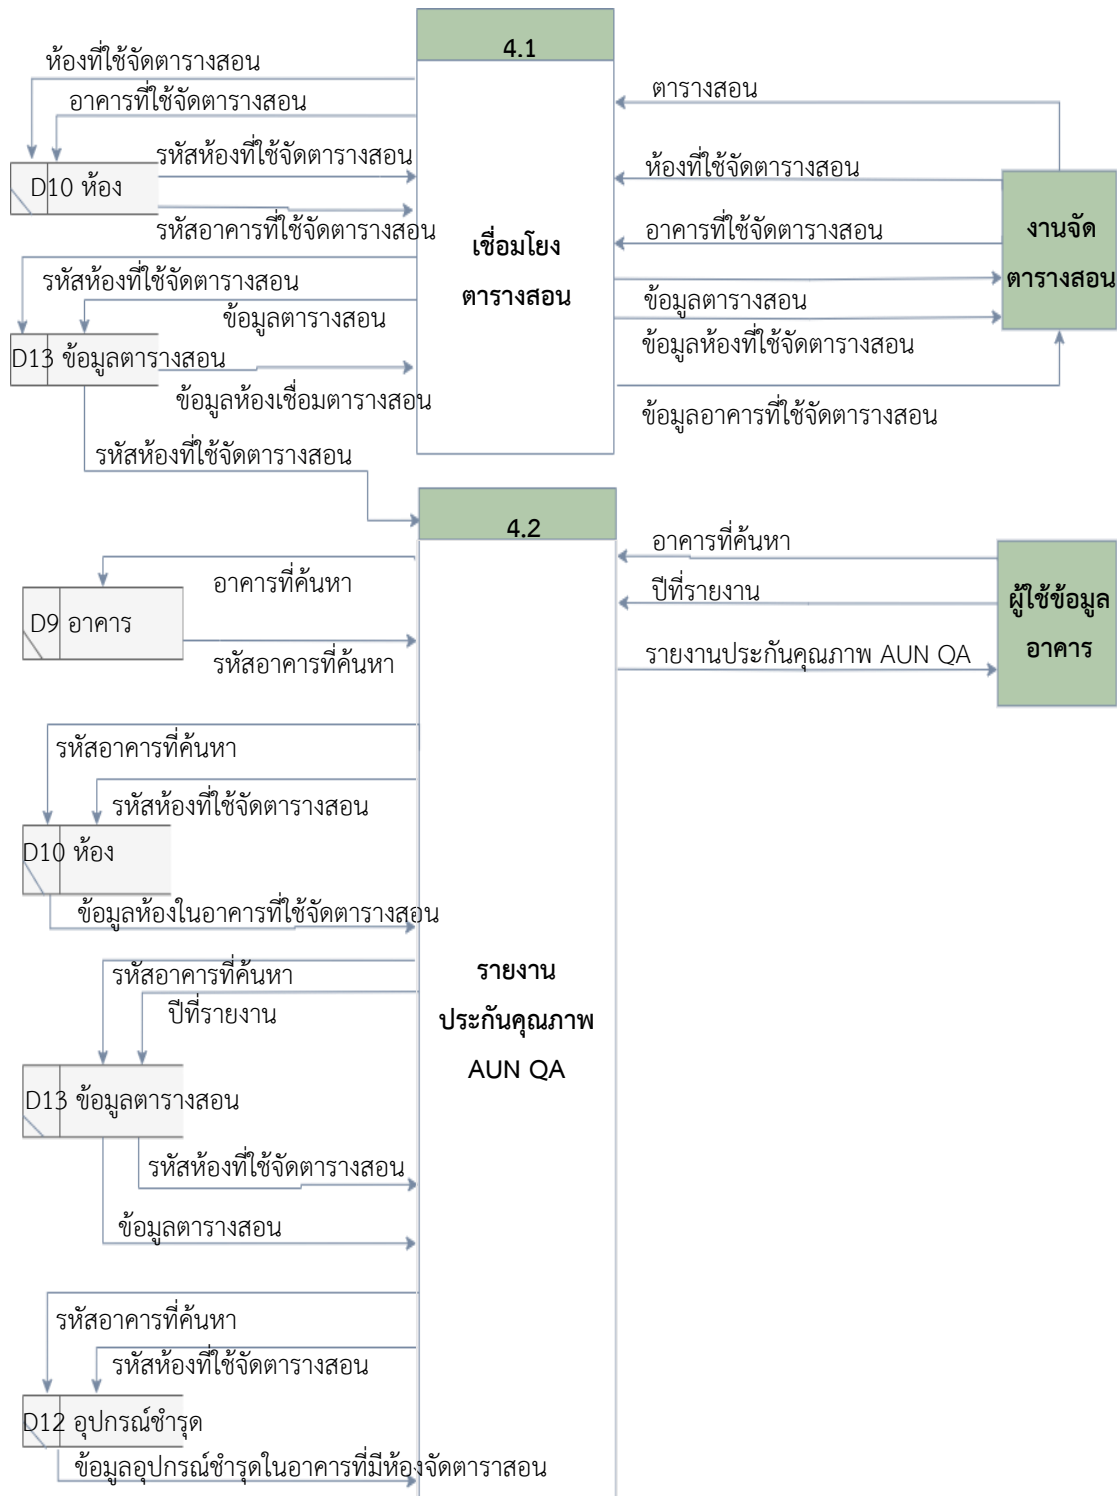 4.1
ห้องที่ใช้จัดตารางสอน
อาคารที่ใช้จัดตารางสอน
ตารางสอน
รหัสห้องที่ใช้จัดตารางสอน
ห้องที่ใช้จัดตารางสอน
D10 ห้อง
รหัสอาคารที่ใช้จัดตารางสอน
เชื่อมโยง
ตารางสอน
อาคารที่ใช้จัดตารางสอน
งานจัด
ตารางสอน
รหัสห้องที่ใช้จัดตารางสอน
ข้อมูลตารางสอน
ข้อมูลตารางสอน
D13 ข้อมูลตารางสอน
ข้อมูลห้องที่ใช้จัดตารางสอน
ข้อมูลห้องเชื่อมตารางสอน
ข้อมูลอาคารที่ใช้จัดตารางสอน
รหัสห้องที่ใช้จัดตารางสอน
4.2
อาคารที่ค้นหา
อาคารที่ค้นหา
ปีที่รายงาน
ผู้ใช้ข้อมูล
อาคาร
D9 อาคาร
รหัสอาคารที่ค้นหา
รายงานประกันคุณภาพ AUN QA
รหัสอาคารที่ค้นหา
รหัสห้องที่ใช้จัดตารางสอน
D10 ห้อง
ข้อมูลห้องในอาคารที่ใช้จัดตารางสอน
รหัสอาคารที่ค้นหา
ปีที่รายงาน
รายงาน
ประกันคุณภาพ
AUN QA
D13 ข้อมูลตารางสอน
รหัสห้องที่ใช้จัดตารางสอน
ข้อมูลตารางสอน
รหัสอาคารที่ค้นหา
รหัสห้องที่ใช้จัดตารางสอน
D12 อุปกรณ์ชำรุด
ข้อมูลอุปกรณ์ชำรุดในอาคารที่มีห้องจัดตาราสอน